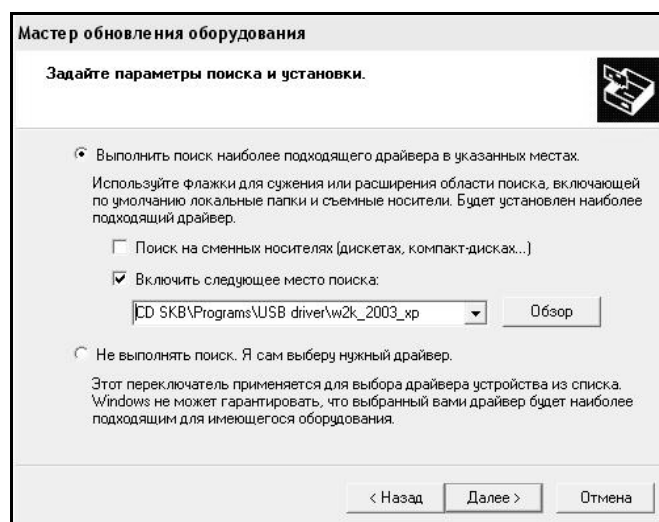 Мастер обновления оборудования
Задайте параметры поиска и установки.
Выполнить поиск наиболее подходящего драйвера в указанных местах.
Используйте флажки для сужения или расширения области поиска, включающей
по умолчанию локальные папки и съемные носители. Будет установлен наиболее
подходящий драйвер.
Поиск на сменных носителях (дискетах, компакт-дисках...)
Включить следующее место поиска:
CD SKB\Programs\USB driver\w2k_2003_xp
Обзор
Не выполнять поиск. Я сам выберу нужный драйвер.
Этот переключатель применяется для выбора драйвера устройства из списка.
Windows не может гарантировать, что выбранный вами драйвер будет наиболее
подходящим для имеющегося оборудования.
< Назад Далее > Отмена